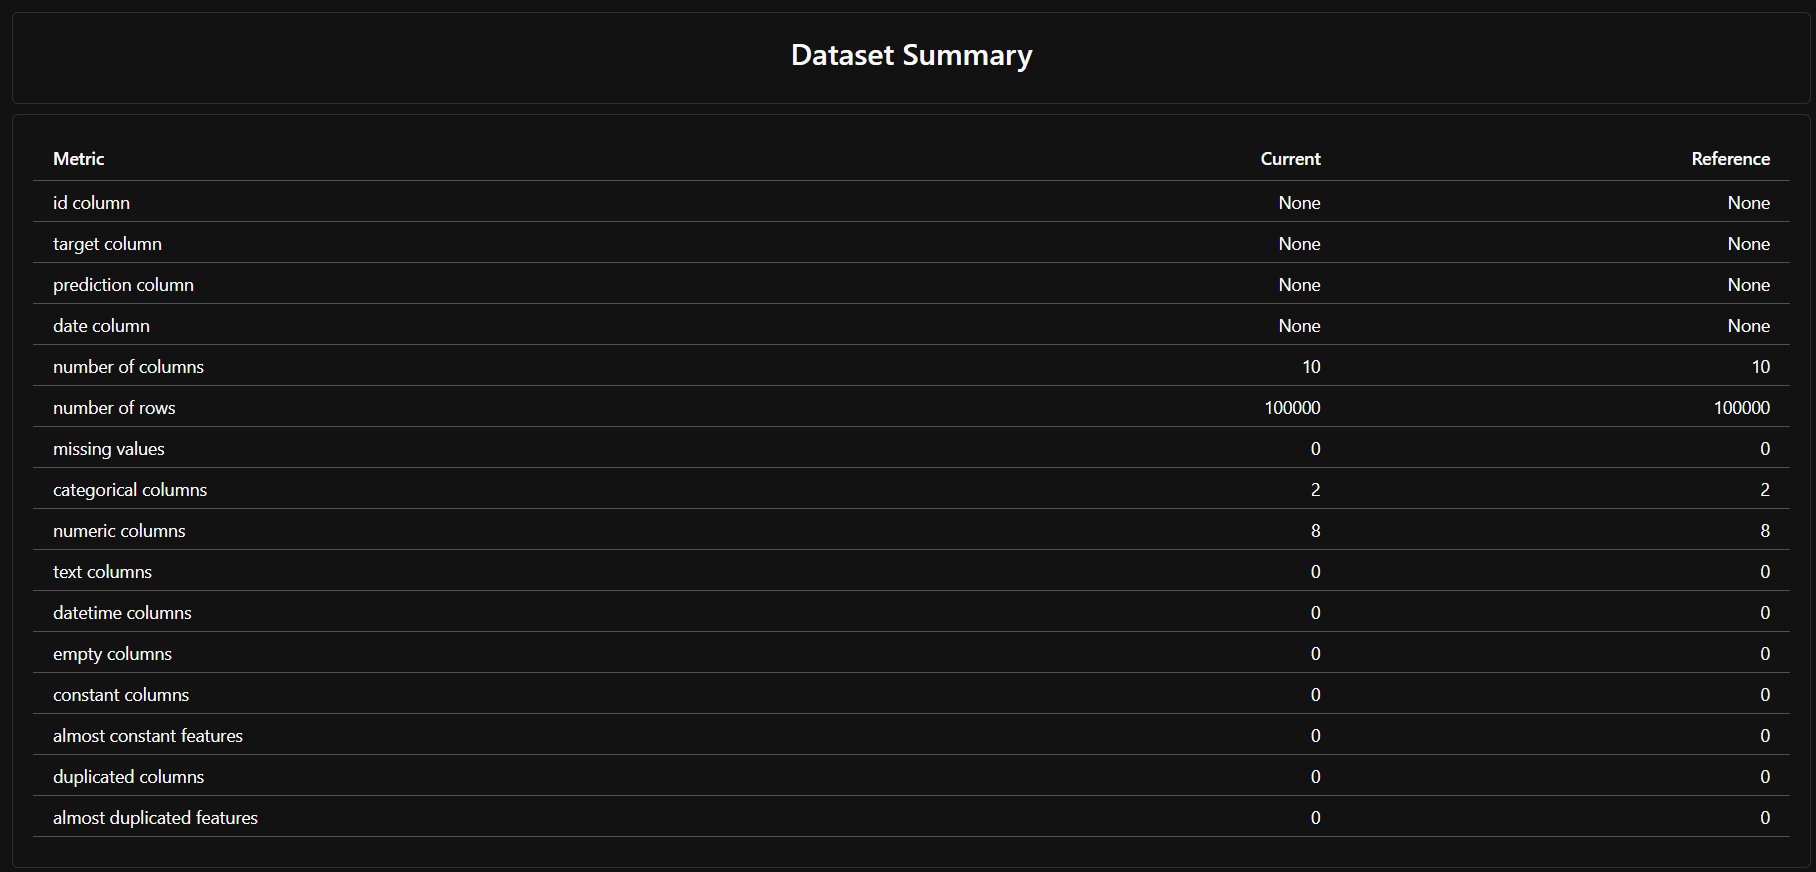 Dataset Summary
Metric Current Reference
id column None None
target column None None
prediction column None None
date column None None
number of columns 10 10
number of rows 100000 100000
missing values 0 0
categorical columns 2 2
numeric columns 8 8
text columns 0 0
datetime columns 0 0
empty columns 0 0
constant columns 0 0
almost constant features 0 0
duplicated columns 0 0
almost duplicated features 0 0